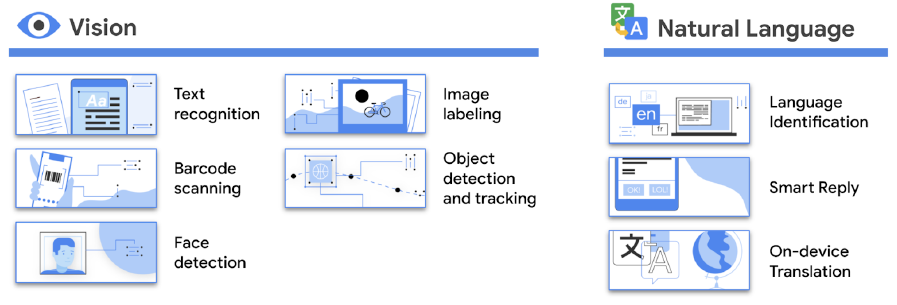 Vision
Text
recognition
Aa
Barcode
scanning
Face
detection
Image
labeling
Object
detection
and tracking
文
A
Natural Language
de
ja
en
fr
Language
Identification
OK!
LOL!
Smart Reply
文
A
On-device
Translation